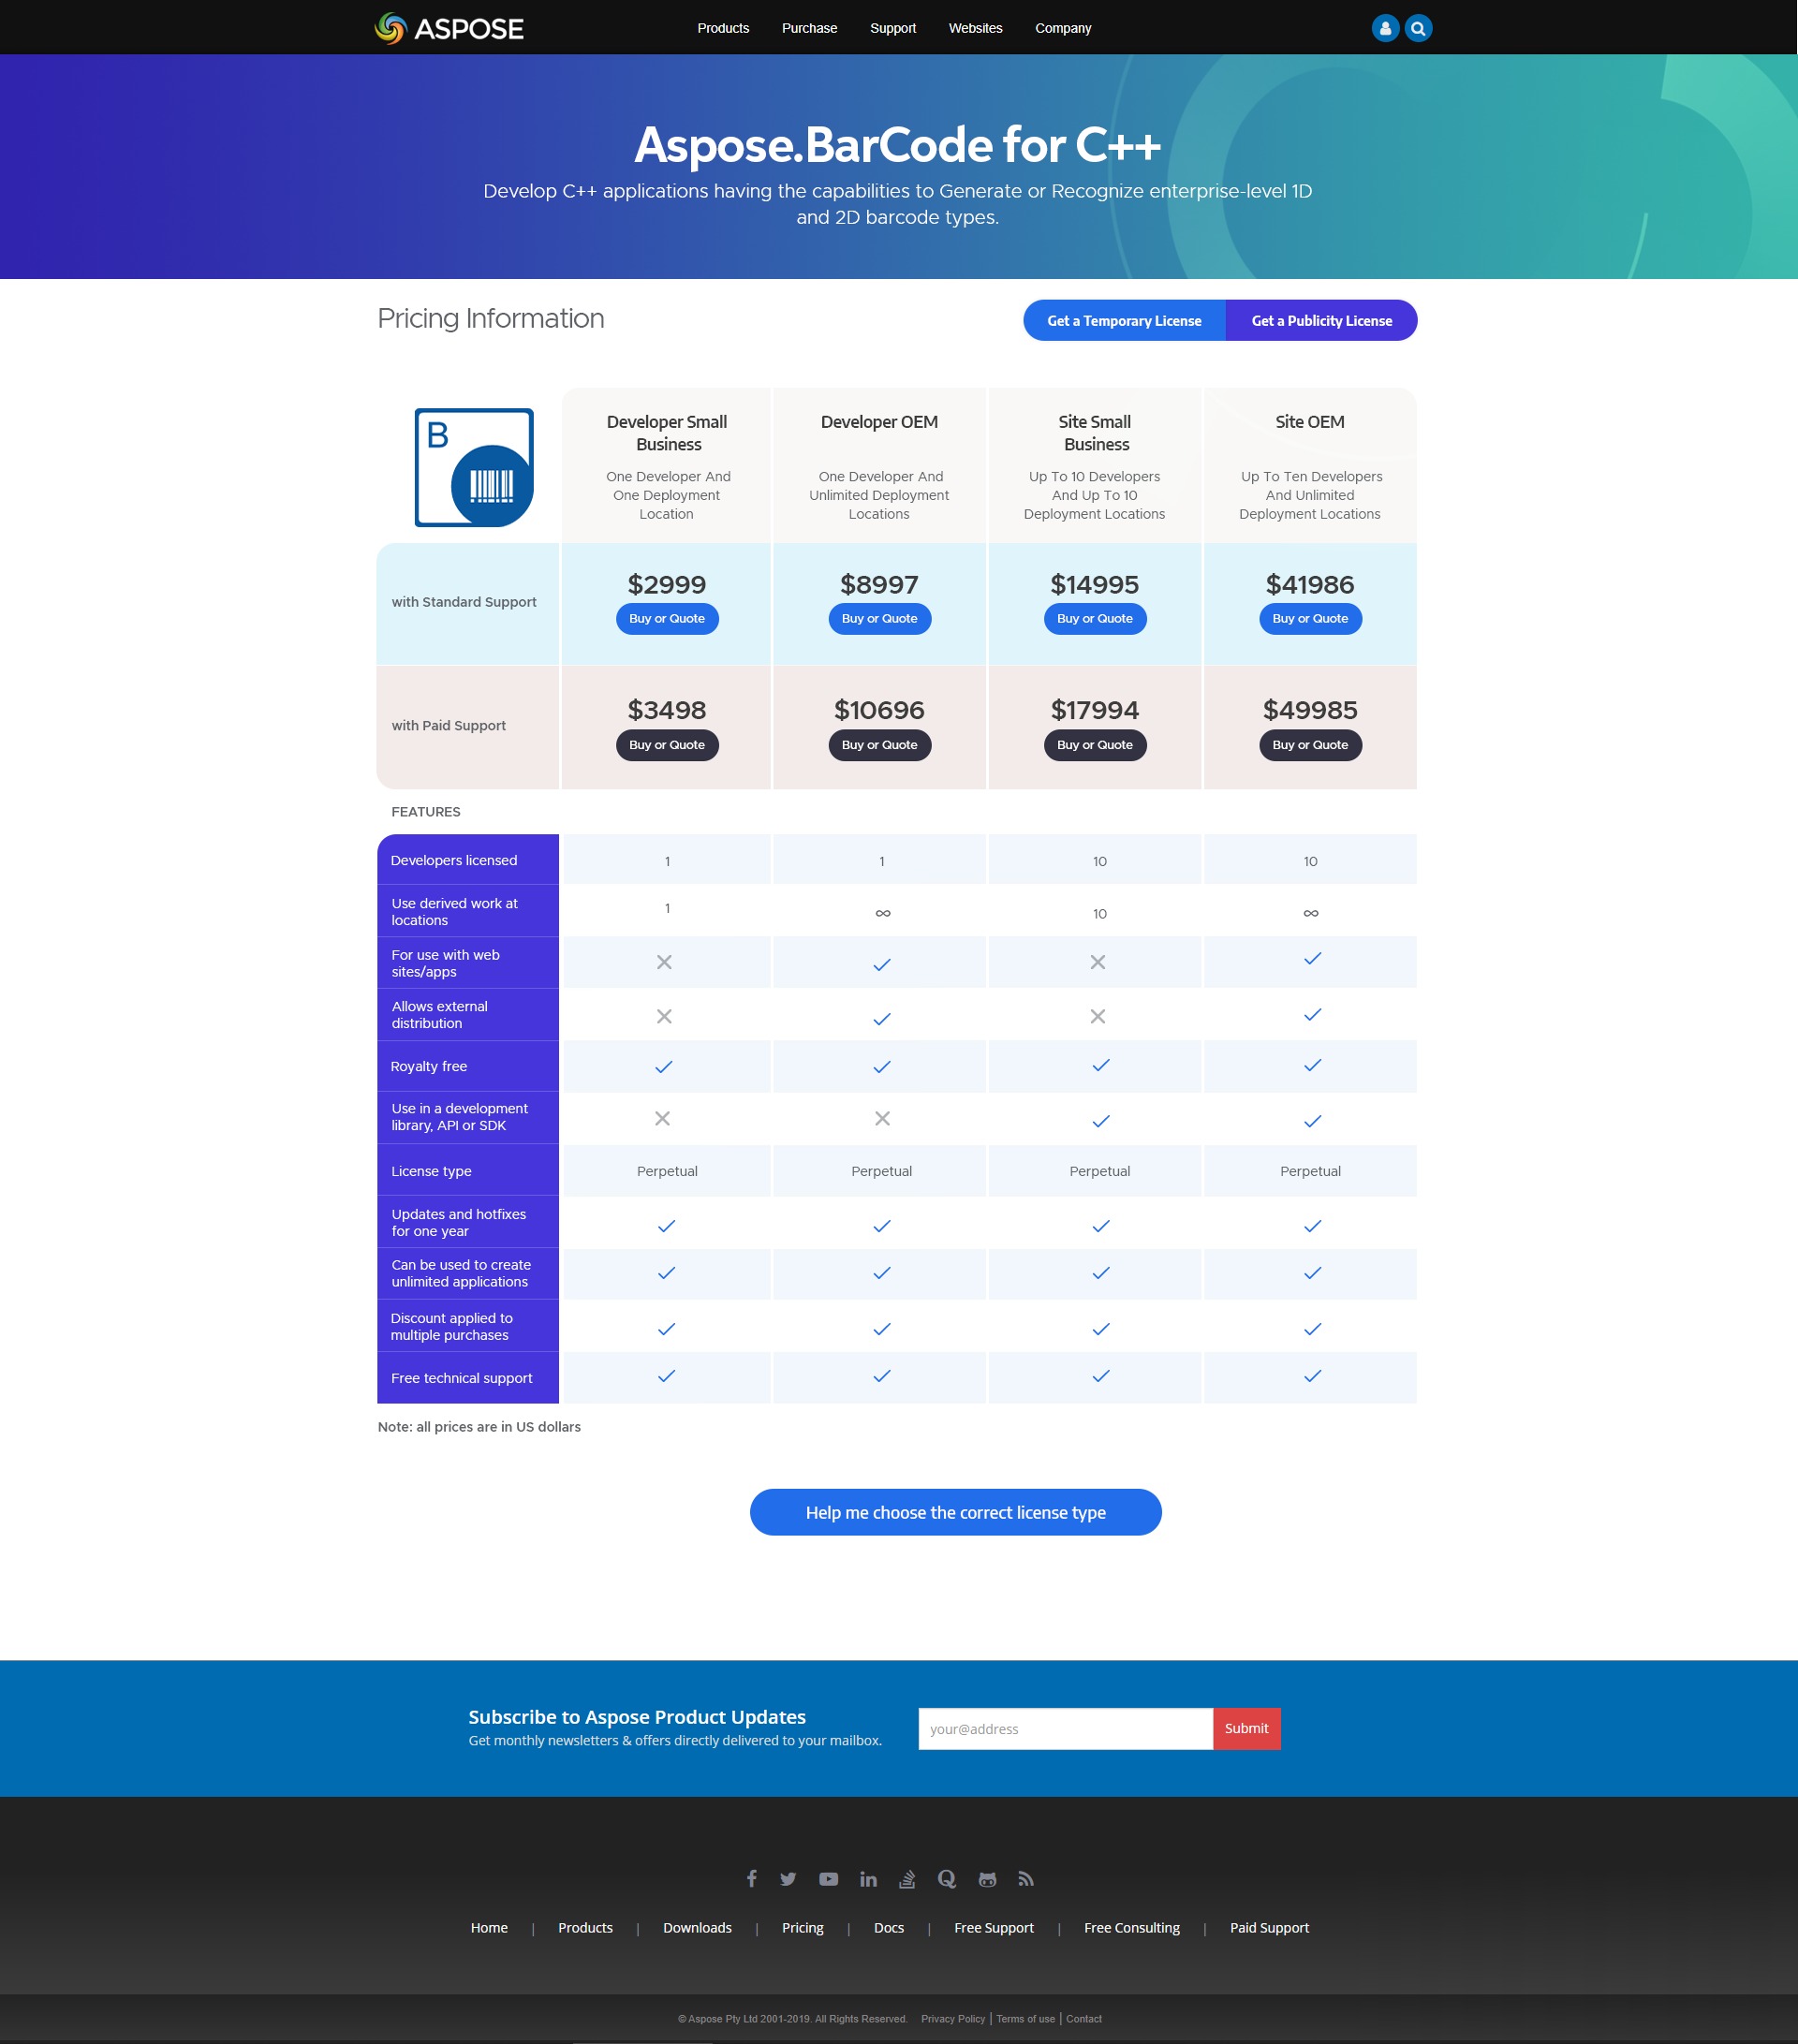 ASPOSE
Products Purchase Support Websites Company
Aspose.BarCode for C++
Develop C++ applications having the capabilities to Generate or Recognize enterprise-level 1D
and 2D barcode types.
Pricing Information
Get a Temporary License Get a Publicity License
B
Developer Small
Business
One Developer And
One Deployment
Location
Developer OEM
One Developer And
Unlimited Deployment
Locations
Site Small
Business
Up To 10 Developers
And Up To 10
Deployment Locations
Site OEM
Up To Ten Developers
And Unlimited
Deployment Locations
with Standard Support
$2999 $8997 $14995 $41986
Buy or Quote Buy or Quote Buy or Quote Buy or Quote
with Paid Support
$3498 $10696 $17994 $49985
Buy or Quote Buy or Quote Buy or Quote Buy or Quote
FEATURES
Developers licensed 1 1 10 10
Use derived work at
locations
1 ∞ 10 ∞
For use with web
sites/apps
Allows external
distribution
Royalty free
Use in a development
library, API or SDK
License type Perpetual Perpetual Perpetual Perpetual
Updates and hotfixes
for one year
Can be used to create
unlimited applications
Discount applied to
multiple purchases
Free technical support
Note: all prices are in US dollars
Help me choose the correct license type
Subscribe to Aspose Product Updates
Get monthly newsletters & offers directly delivered to your mailbox.
your@address Submit
Home | Products | Downloads | Pricing | Docs | Free Support | Free Consulting | Paid Support
© Aspose Pty Ltd 2001-2019. All Rights Reserved. Privacy Policy | Terms of use | Contact